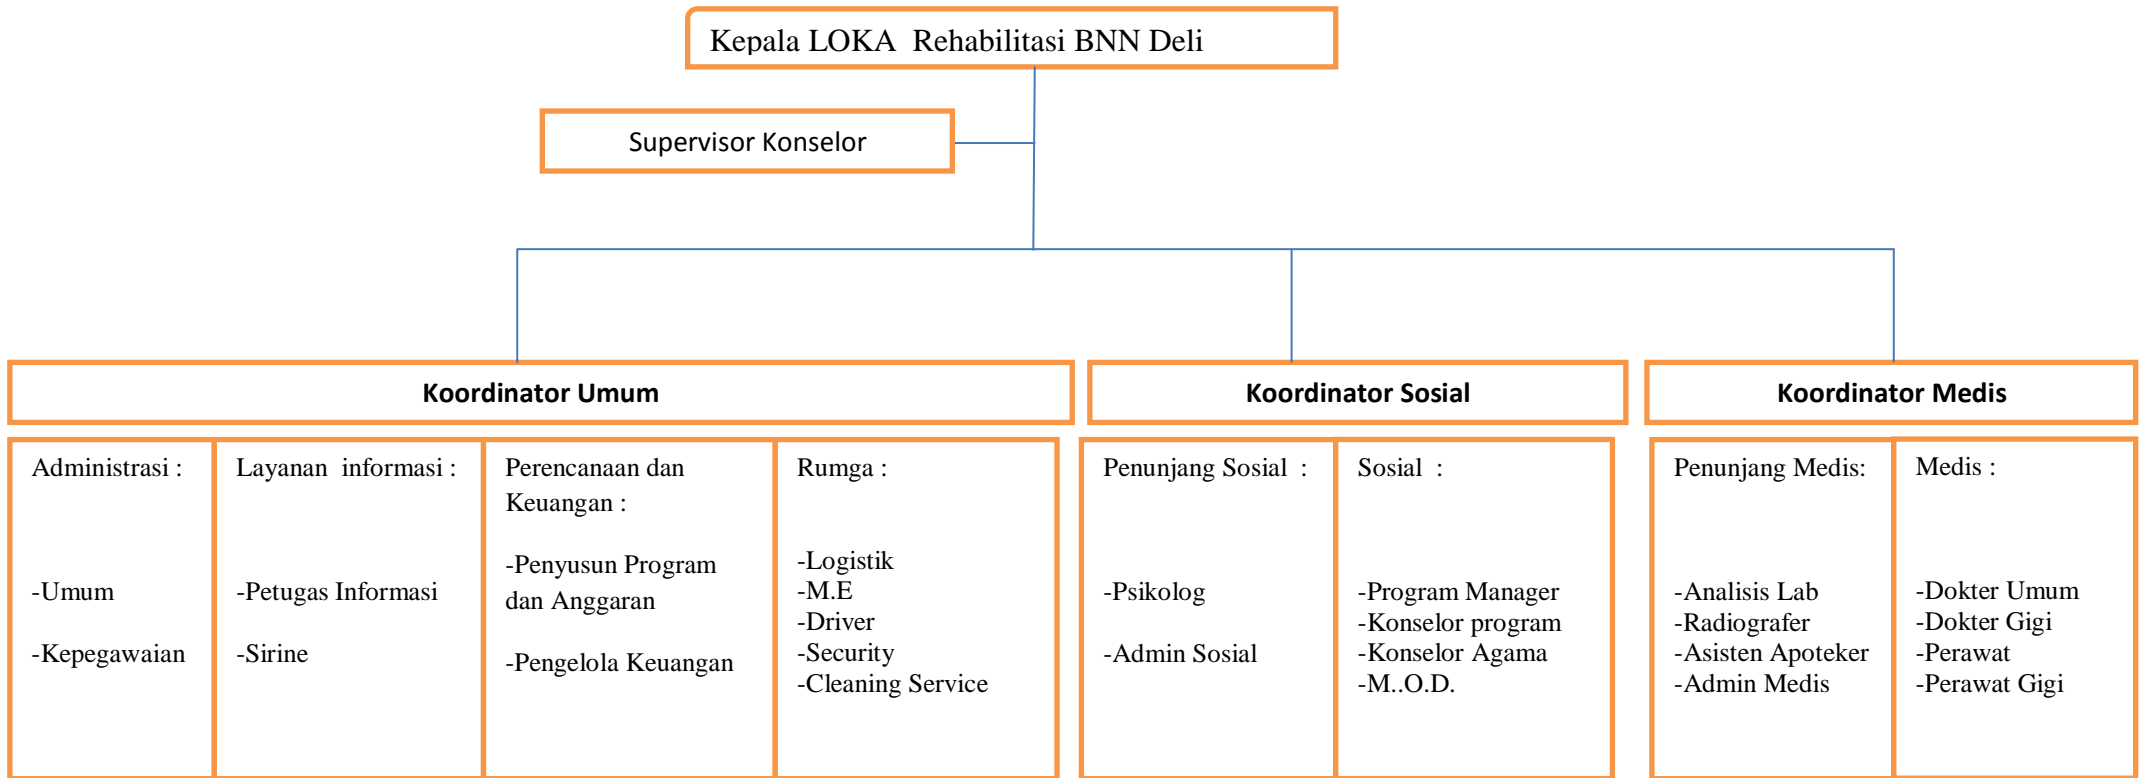 Kepala LOKA Rehabilitasi BNN Deli
Supervisor Konselor
Koordinator Umum
Administrasi :
-Umum
-Kepegawaian
Layanan informasi :
-Petugas Informasi
-Sirine
Perencanaan dan
Keuangan :
-Penyusun Program
dan Anggaran
-Pengelola Keuangan
Rumga :
-Logistik
-M.E
-Driver
-Security
-Cleaning Service
Koordinator Sosial
Penunjang Sosial :
-Psikolog
-Admin Sosial
Sosial :
-Program Manager
-Konselor program
-Konselor Agama
-M..O.D.
Koordinator Medis
Penunjang Medis:
-Analisis Lab
-Radiografer
-Asisten Apoteker
-Admin Medis
Medis :
-Dokter Umum
-Dokter Gigi
-Perawat
-Perawat Gigi